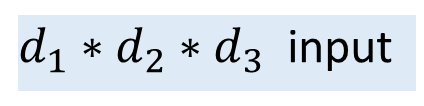 d₁ * d₂ * d₃ input